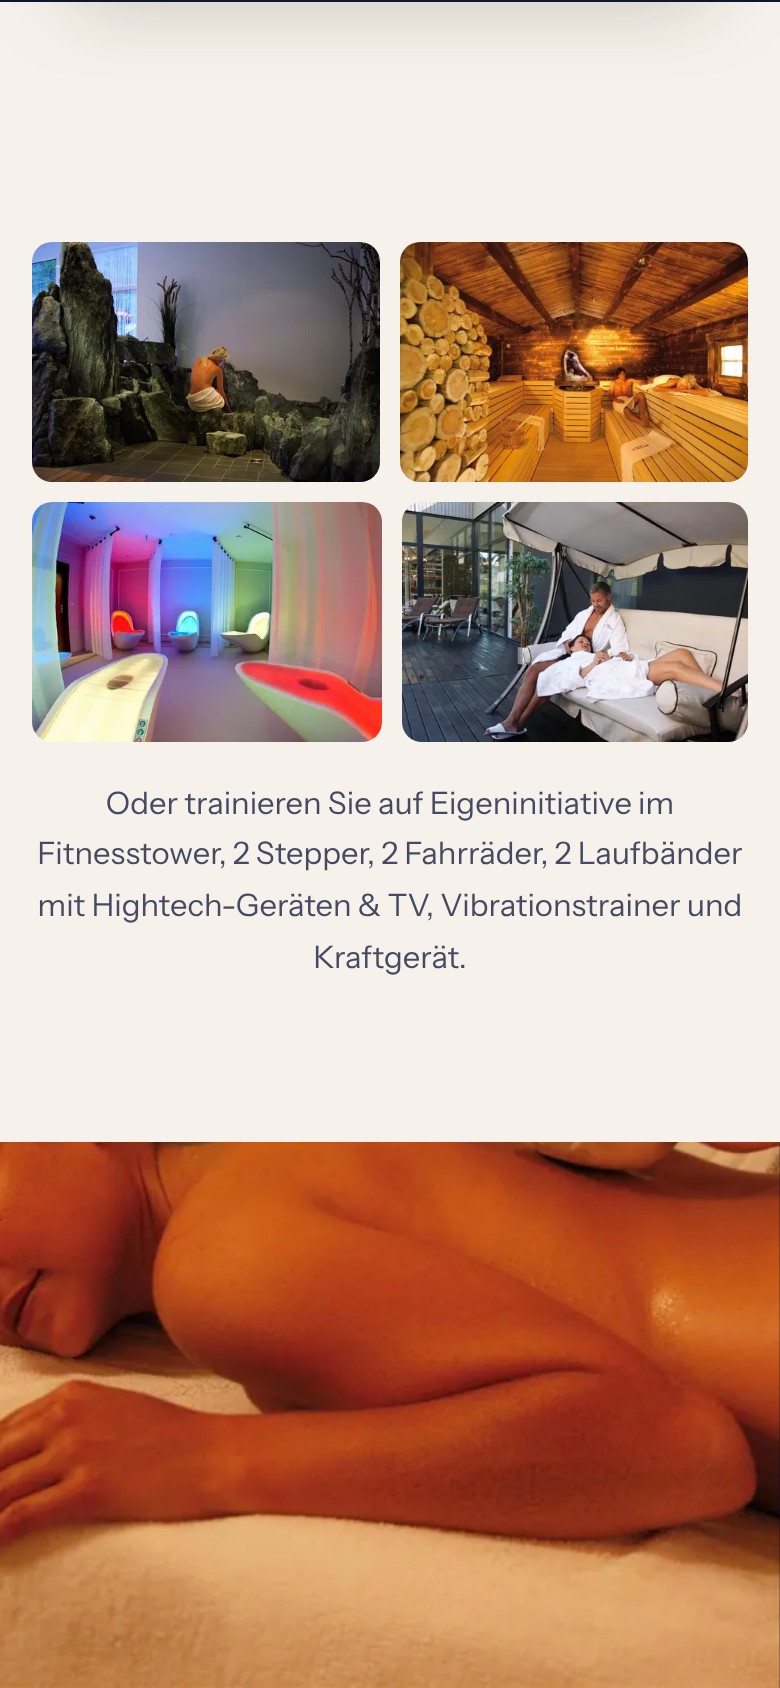 Oder trainieren Sie auf Eigeninitiative im
Fitnesstower, 2 Stepper, 2 Fahrräder, 2 Laufbänder
mit Hightech-Geräten & TV, Vibrationstrainer und
Kraftgerät.